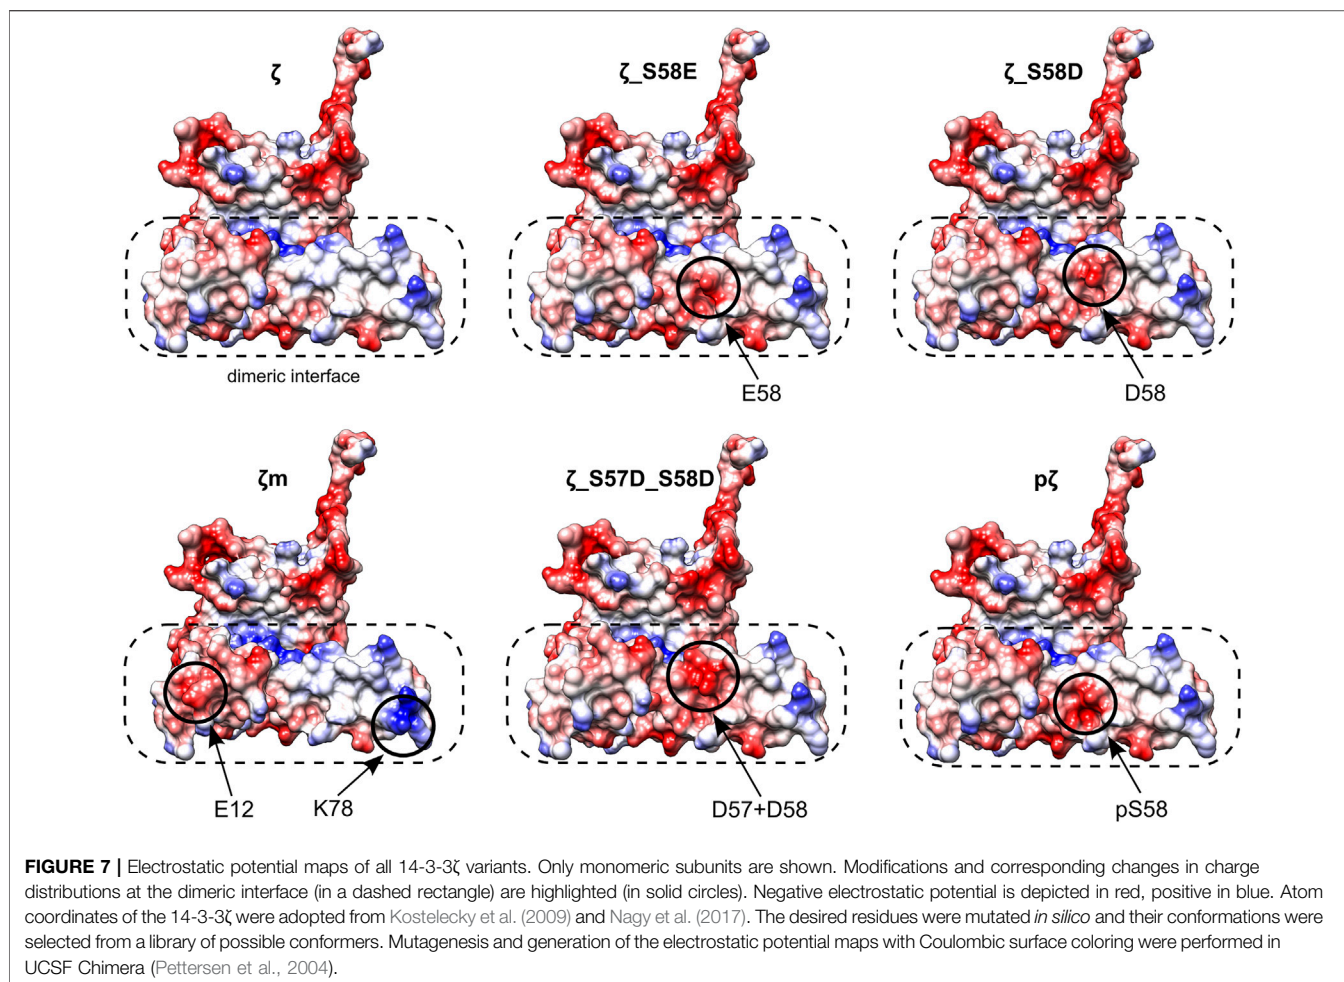 ζ
ζ_S58E
ζ_S58D
dimeric interface
E58
D58
ζm
ζ_S57D_S58D
pζ
E12
K78
D57+D58
pS58
FIGURE 7 | Electrostatic potential maps of all 14-3-3ζ variants. Only monomeric subunits are shown. Modifications and corresponding changes in charge
distributions at the dimeric interface (in a dashed rectangle) are highlighted (in solid circles). Negative electrostatic potential is depicted in red, positive in blue. Atom
coordinates of the 14-3-3ζ were adopted from Kostelecky et al. (2009) and Nagy et al. (2017). The desired residues were mutated in silico and their conformations were
selected from a library of possible conformers. Mutagenesis and generation of the electrostatic potential maps with Coulombic surface coloring were performed in
UCSF Chimera (Pettersen et al., 2004).